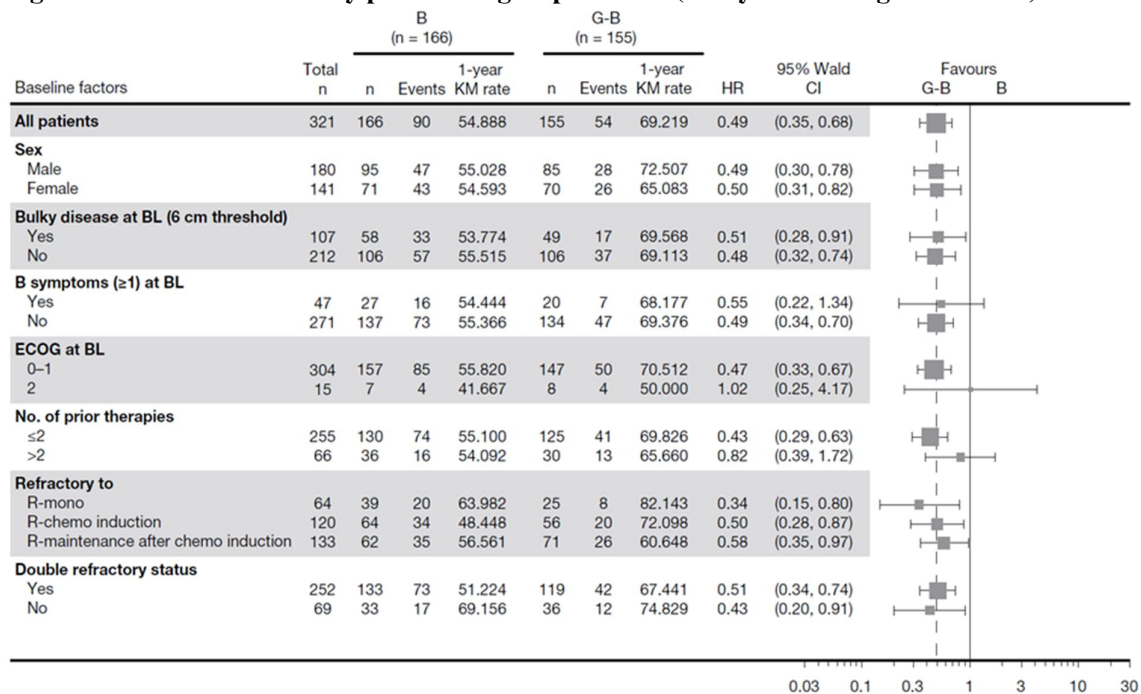 B G-B
(n = 166) (n = 155)
Total 1-year 1-year 95% Wald Favours
Baseline factors n n Events KM rate n Events KM rate HR CI G-B B
All patients 321 166 90 54.888 155 54 69.219 0.49 (0.35, 0.68)
Sex
Male 180 95 47 55.028 85 28 72.507 0.49 (0.30, 0.78)
Female 141 71 43 54.593 70 26 65.083 0.50 (0.31, 0.82)
Bulky disease at BL (6 cm threshold)
Yes 107 58 33 53.774 49 17 69.568 0.51 (0.28, 0.91)
No 212 106 57 55.515 106 37 69.113 0.48 (0.32, 0.74)
B symptoms (≥1) at BL
Yes 47 27 16 54.444 20 7 68.177 0.55 (0.22, 1.34)
No 271 137 73 55.366 134 47 69.376 0.49 (0.34, 0.70)
ECOG at BL
0–1 304 157 85 55.820 147 50 70.512 0.47 (0.33, 0.67)
2 15 7 4 41.667 8 4 50.000 1.02 (0.25, 4.17)
No. of prior therapies
≤2 255 130 74 55.100 125 41 69.826 0.43 (0.29, 0.63)
>2 66 36 16 54.092 30 13 65.660 0.82 (0.39, 1.72)
Refractory to
R-mono 64 39 20 63.982 25 8 82.143 0.34 (0.15, 0.80)
R-chemo induction 120 64 34 48.448 56 20 72.098 0.50 (0.28, 0.87)
R-maintenance after chemo induction 133 62 35 56.561 71 26 60.648 0.58 (0.35, 0.97)
Double refractory status
Yes 252 133 73 51.224 119 42 67.441 0.51 (0.34, 0.74)
No 69 33 17 69.156 36 12 74.829 0.43 (0.20, 0.91)
0.03 0.1 0.3 1 3 10 30